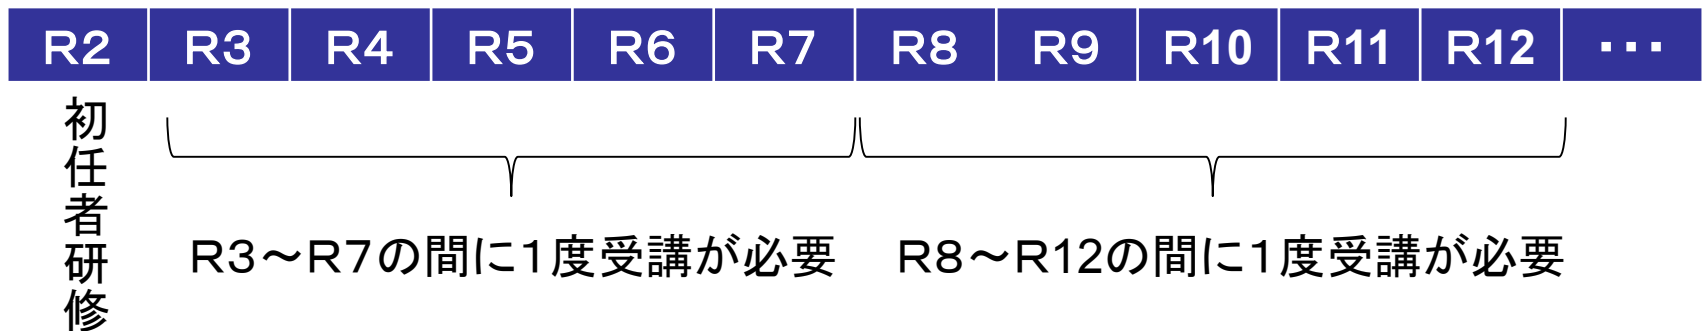 R2 R3 R4 R5 R6 R7 R8 R9 R10 R11 R12 ・・・
初任者研修
R3～R7の間に1度受講が必要
R8～R12の間に1度受講が必要